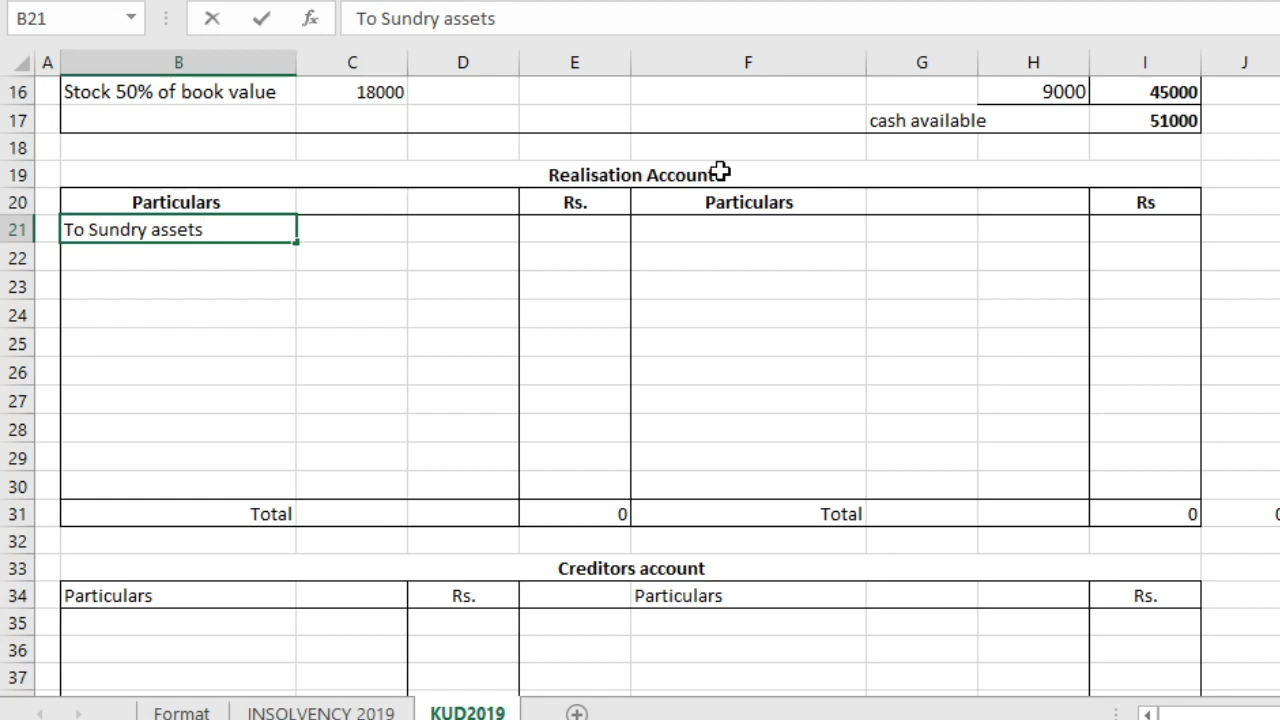 B21 fx To Sundry assets
A B C D E F G H I J
16 Stock 50% of book value 18000 9000 45000
17 cash available 51000
18
19 Realisation Account
20 Particulars Rs. Particulars Rs
21 To Sundry assets
22
23
24
25
26
27
28
29
30
31 Total 0 Total 0 0
32
33 Creditors account
34 Particulars Rs. Particulars Rs.
35
36
37
Format INSOLVENCY 2019 KUD2019